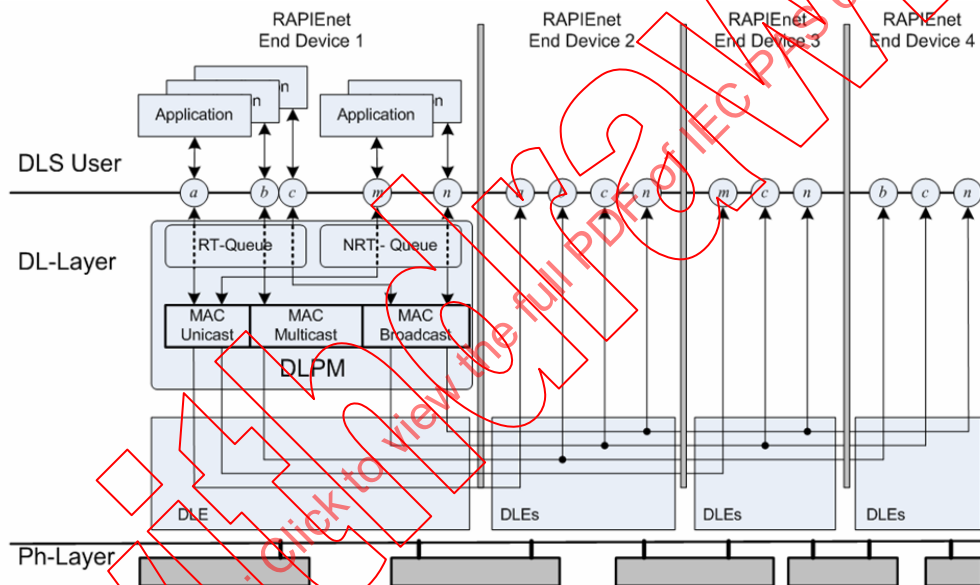 RAPIEnet
End Device 1
RAPIEnet
End Device 2
RAPIEnet
End Device 3
RAPIEnet
End Device 4
n
n
n
Application
Application
DLS User
a
b
c
m
n
c
n
m
c
n
b
c
n
DL-Layer
RT-Queue
NRT - Queue
MAC
Unicast
MAC
Multicast
MAC
Broadcast
DLPM
DLE
DLEs
DLEs
DLEs
Ph-Layer
Click to view the full PDF of IEC PAS